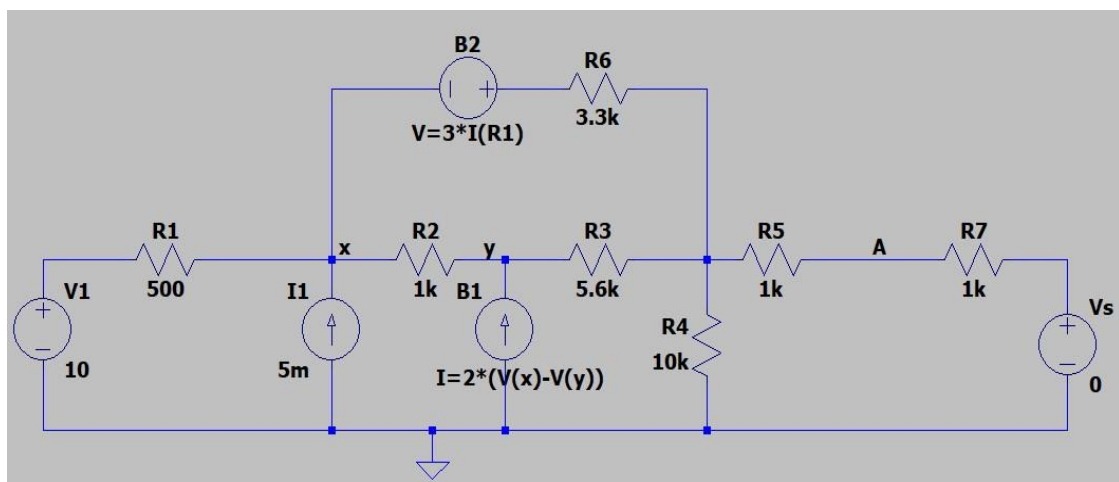 B2
R6
3.3k
V=3*I(R1)
R1
x
R2
y
R3
R5
A
R7
500
V1
I1
1k
B1
5.6k
1k
1k
Vs
R4
10
5m
I=2*(V(x)-V(y))
10k
0